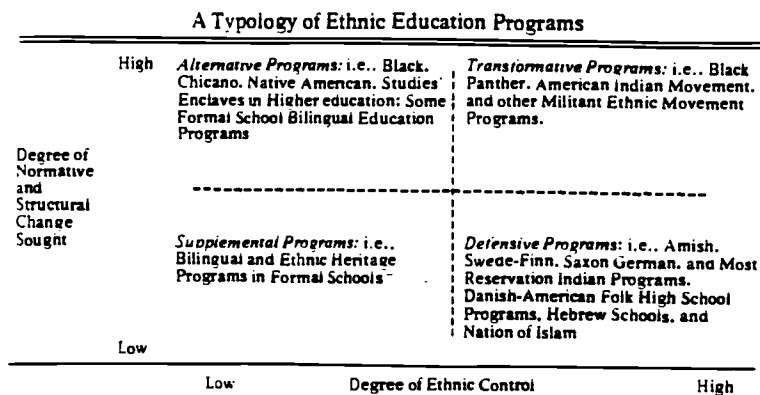 A Typology of Ethnic Education Programs
High
Alternative Programs: i.e.. Black.
Chicano. Native American. Studies
Enclaves in Higher education: Some
Formal School Bilingual Education
Programs
Transformative Programs: i.e.. Black
Panther. American Indian Movement.
and other Militant Ethnic Movement
Programs.
Degree of
Normative
and
Structural
Change
Sought
Supplemental Programs: i.e..
Bilingual and Ethnic Heritage
Programs in Formal Schools
Defensive Programs: i.e.. Amish.
Swede-Finn. Saxon German. and Most
Reservation Indian Programs.
Danish-American Folk High School
Programs, Hebrew Schools, and
Nation of Islam
Low
Low Degree of Ethnic Control High